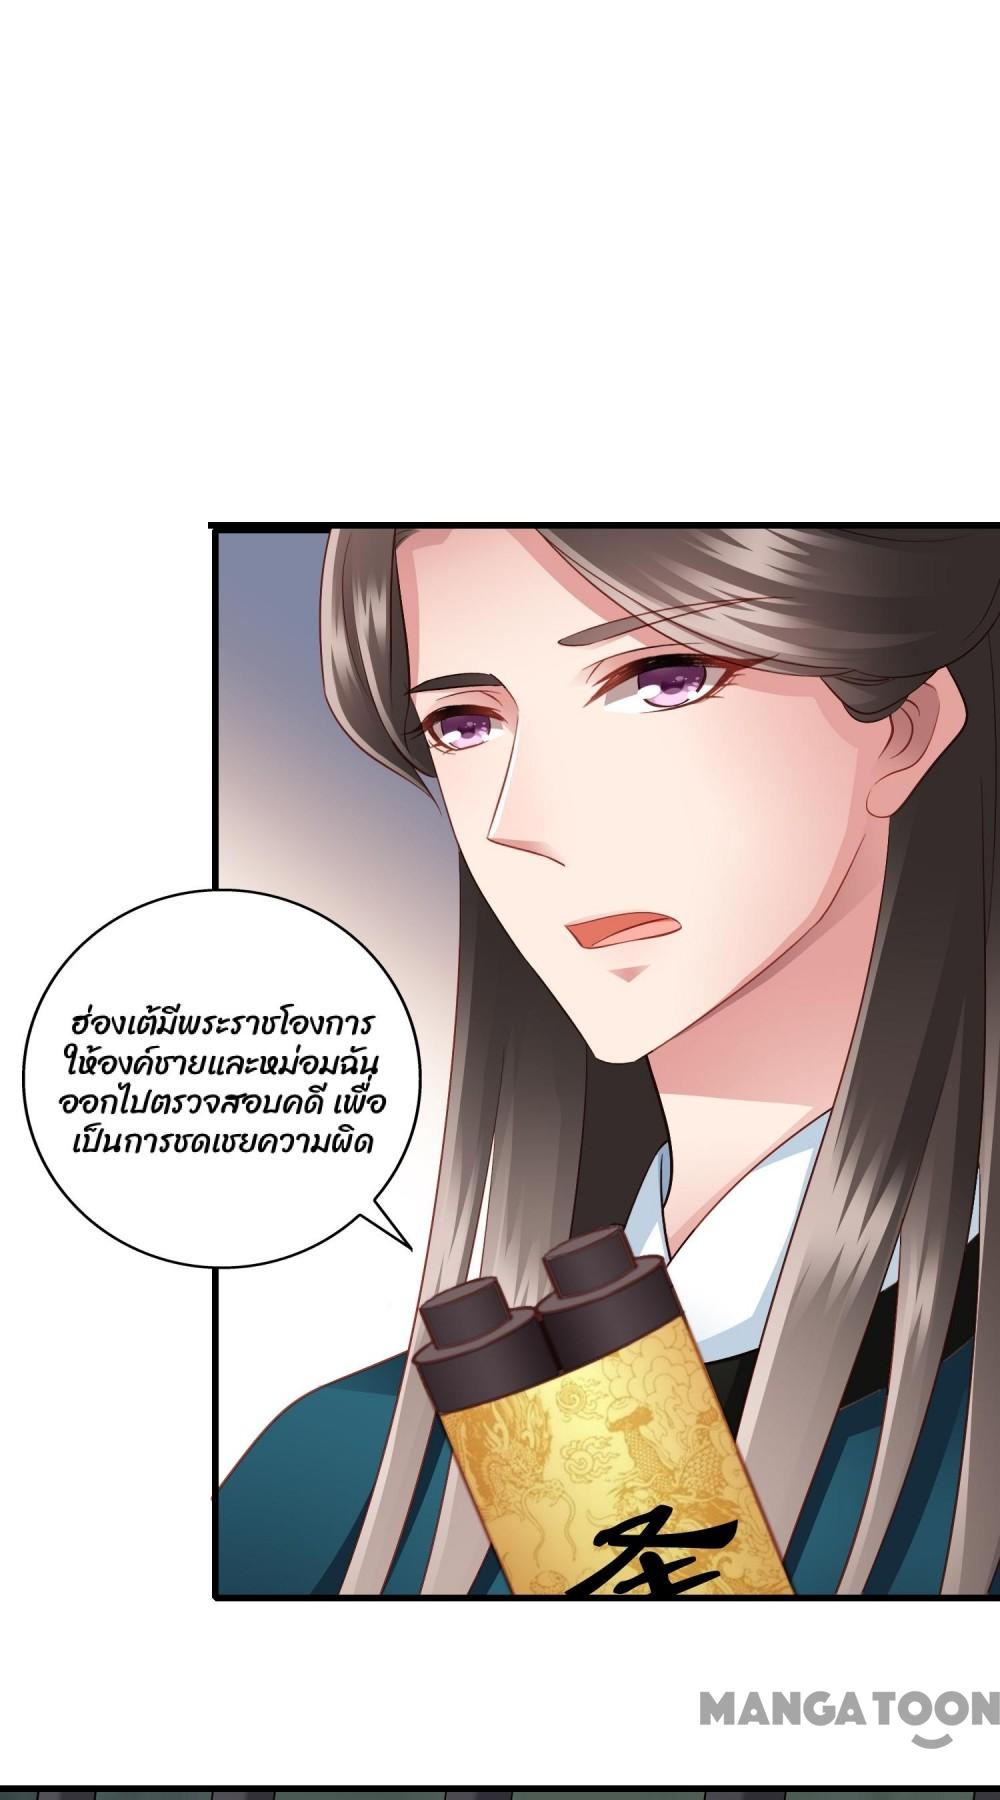 ฮ่องเต้มีพระราชโองการ
ให้องค์ชายและหม่อมฉัน
ออกไปตรวจสอบคดี เพื่อ
เป็นการชดเชยความผิด
圣
MANGATOON